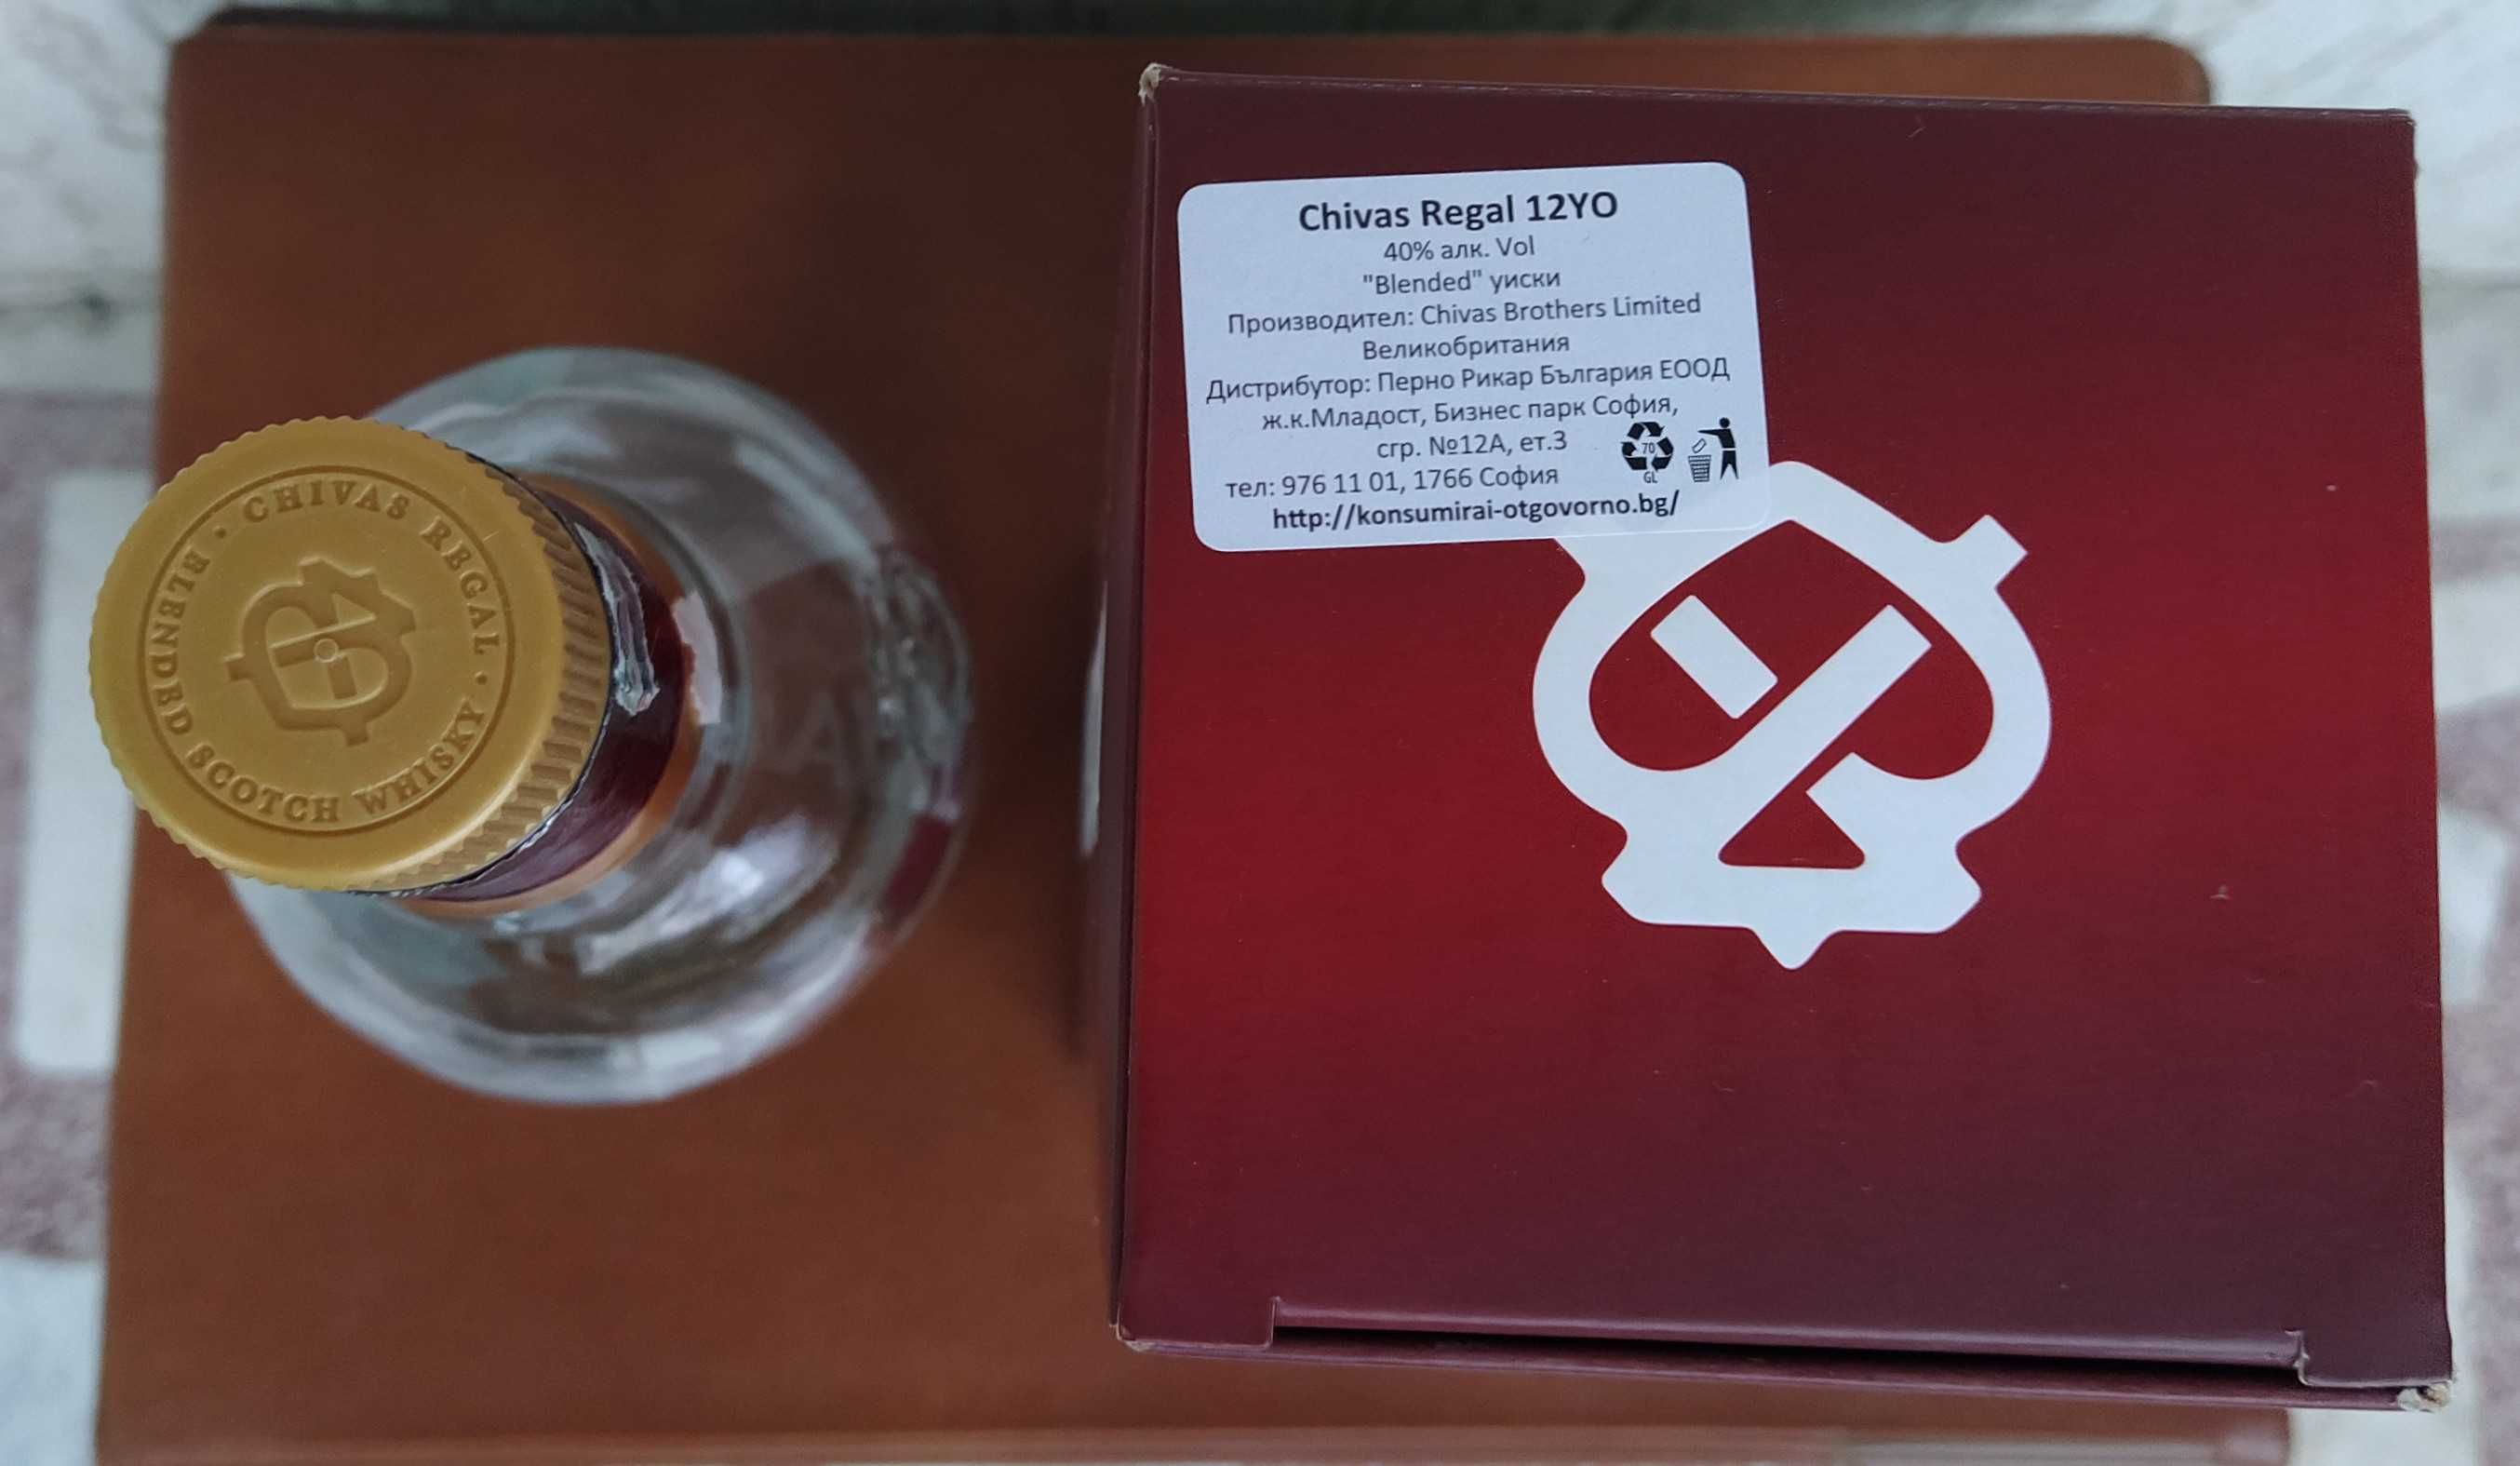 CHIVAS REGAL •
BLENDED SCOTCH WHISKY •
Chivas Regal 12YO
40% алк. Vol
"Blended" уиски
Производител: Chivas Brothers Limited
Великобритания
Дистрибутор: Перно Рикар България ЕООД
ж.к.Младост, Бизнес парк София,
сгр. №12А, ет.3
70
GL
тел: 976 11 01, 1766 София
http://konsumirai-otgovorno.bg/